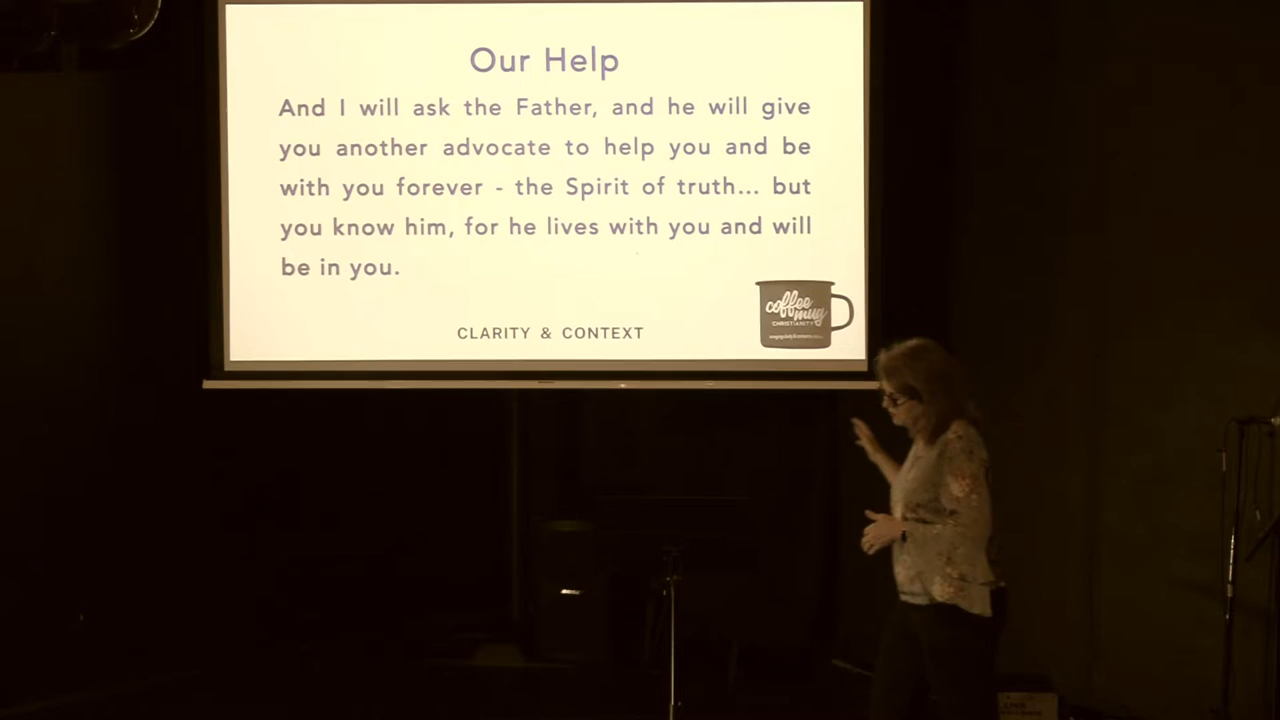 Our Help
And I will ask the Father, and he will give
you another advocate to help you and be
with you forever - the Spirit of truth... but
you know him, for he lives with you and will
be in you.
coffee
mug
CHRISTIANITY
CLARITY & CONTEXT